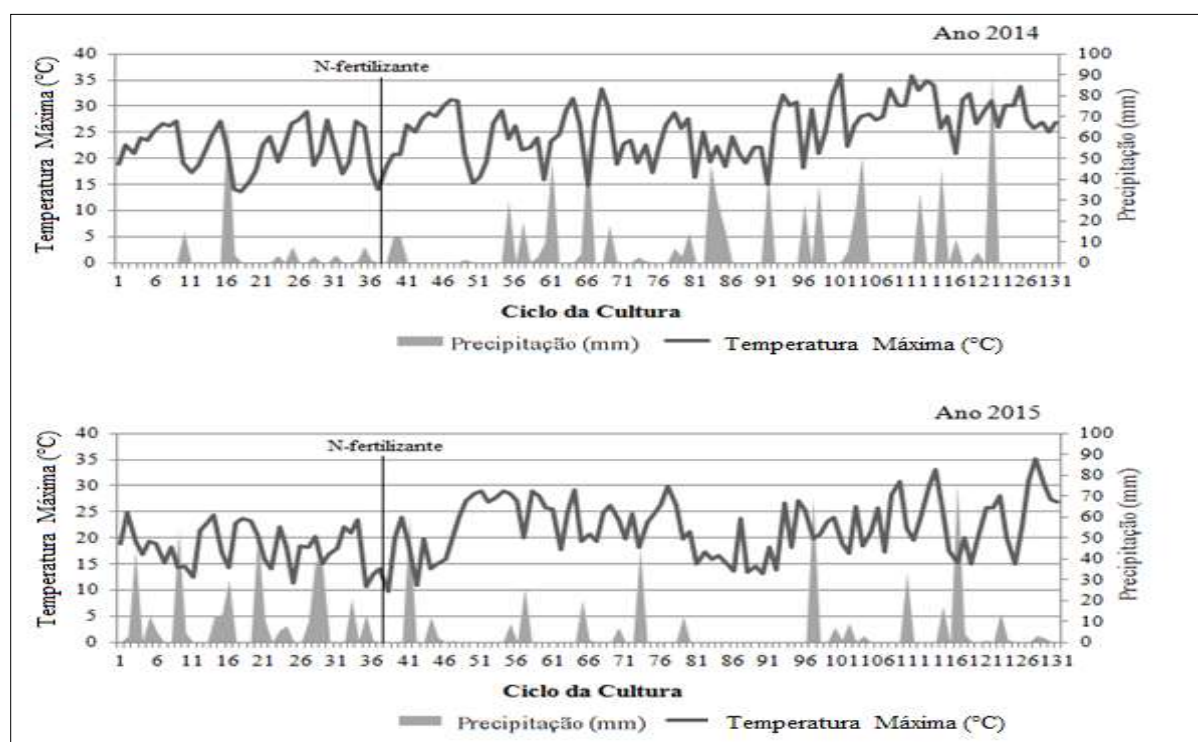 Ano 2014
N-fertilizante
Temperatura Máxima (°C)
40
35
30
25
20
15
10
5
0
100
90
80
70
60
50
40
30
20
10
0
Precipitação (mm)
1 6 11 16 21 26 31 36 41 46 51 56 61 66 71 76 81 86 91 96 101 106 111 116 121 126 131
Ciclo da Cultura
Precipitação (mm) Temperatura Máxima (°C)
Ano 2015
N-fertilizante
Temperatura Máxima (°C)
40
35
30
25
20
15
10
5
0
100
90
80
70
60
50
40
30
20
10
0
Precipitação (mm)
1 6 11 16 21 26 31 36 41 46 51 56 61 66 71 76 81 86 91 96 101 106 111 116 121 126 131
Ciclo da Cultura
Precipitação (mm) Temperatura Máxima (°C)